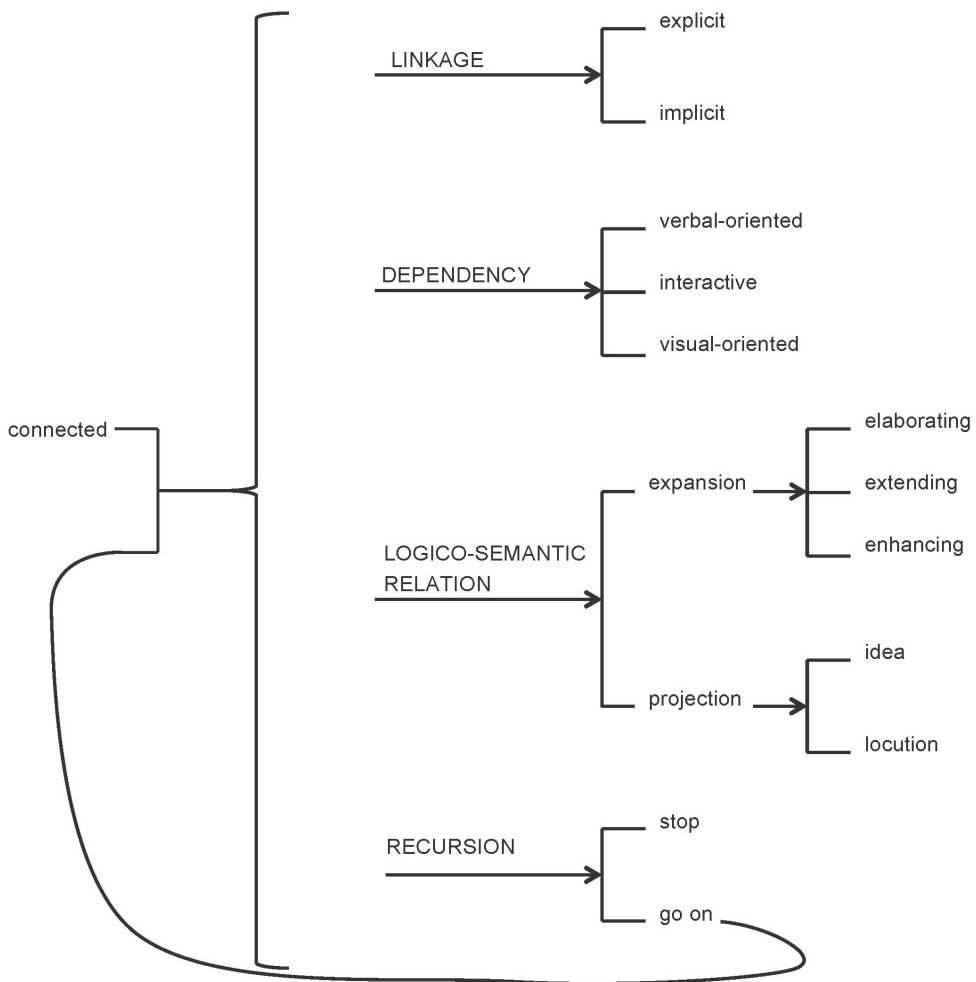 explicit
LINKAGE
implicit
verbal-oriented
DEPENDENCY
interactive
visual-oriented
connected
elaborating
expansion
extending
enhancing
LOGICO-SEMANTIC
RELATION
idea
projection
locution
stop
RECURSION
go on